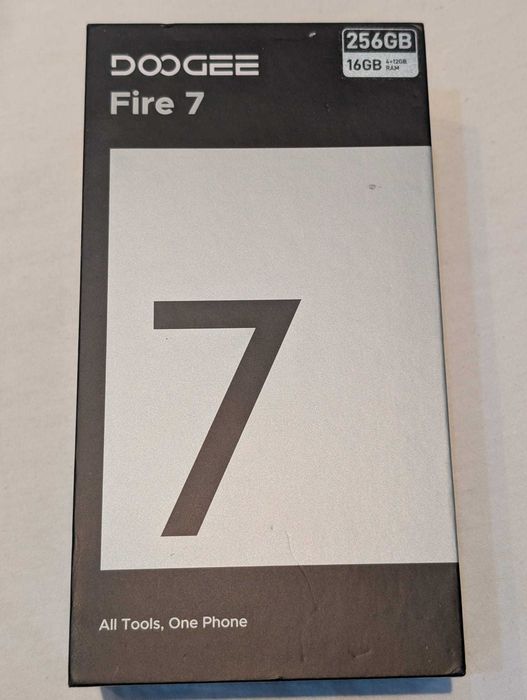 DOOGEE
Fire 7
256GB
16GB 4+12GB
RAM
7
All Tools, One Phone